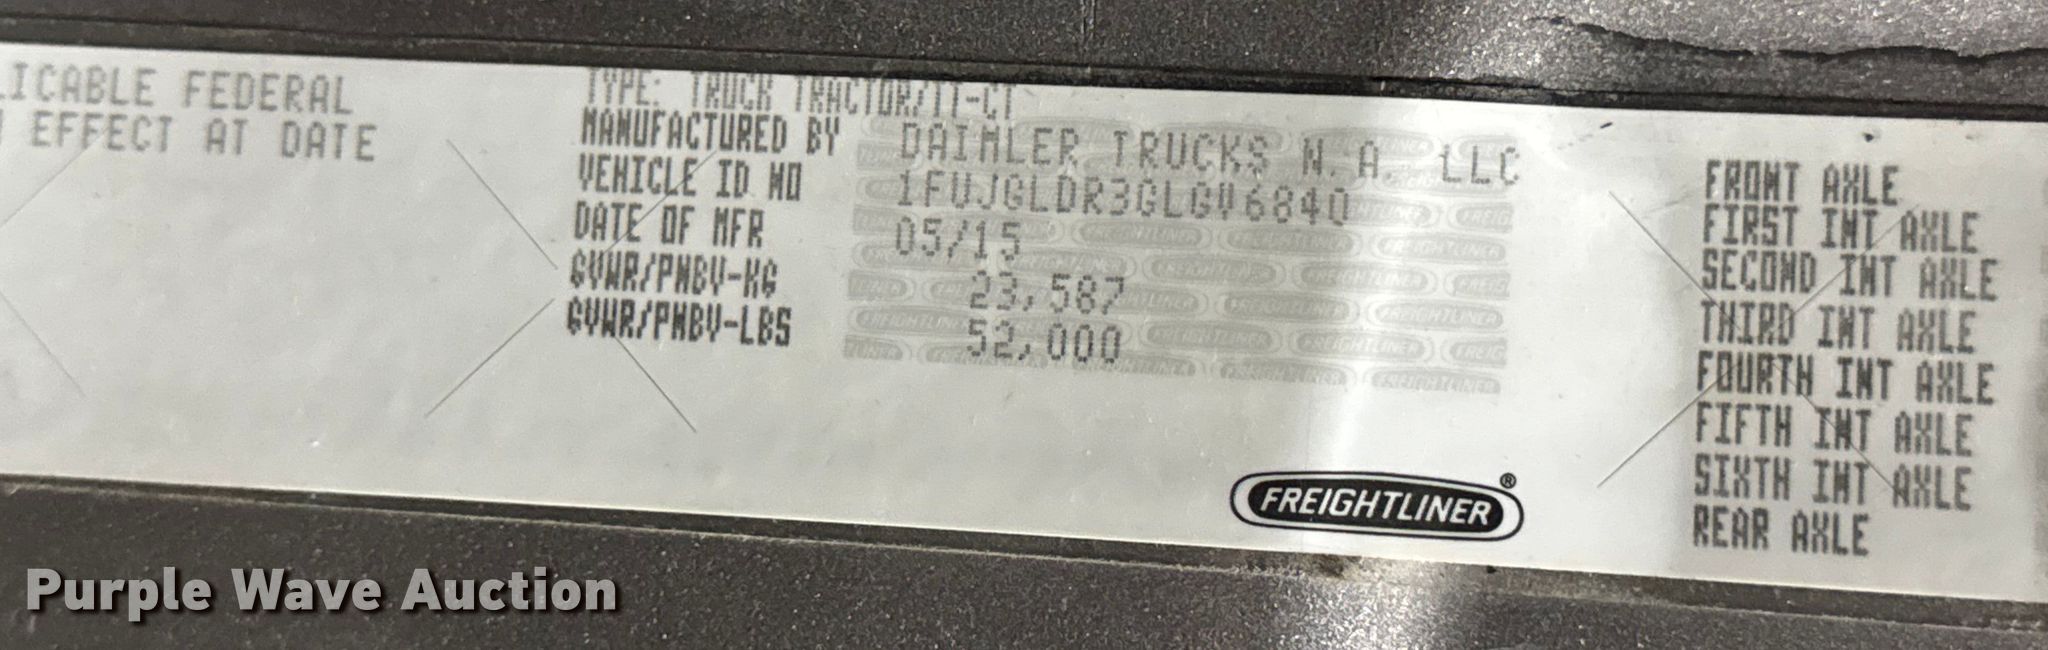 LICABLE FEDERAL
EFFECT AT DATE
TYPE: TRUCK TRACTOR/TT-CT
MANUFACTURED BY DAIMLER TRUCKS N.A. LLC
VEHICLE ID NO 1FUJGLDR3GLGV6840
DATE OF MFR 05/15
GVWR/PNBV-KG 23,587
GVWR/PNBV-LBS 52,000
FREIGHTLINER®
FRONT AXLE
FIRST INT AXLE
SECOND INT AXLE
THIRD INT AXLE
FOURTH INT AXLE
FIFTH INT AXLE
SIXTH INT AXLE
REAR AXLE
Purple Wave Auction